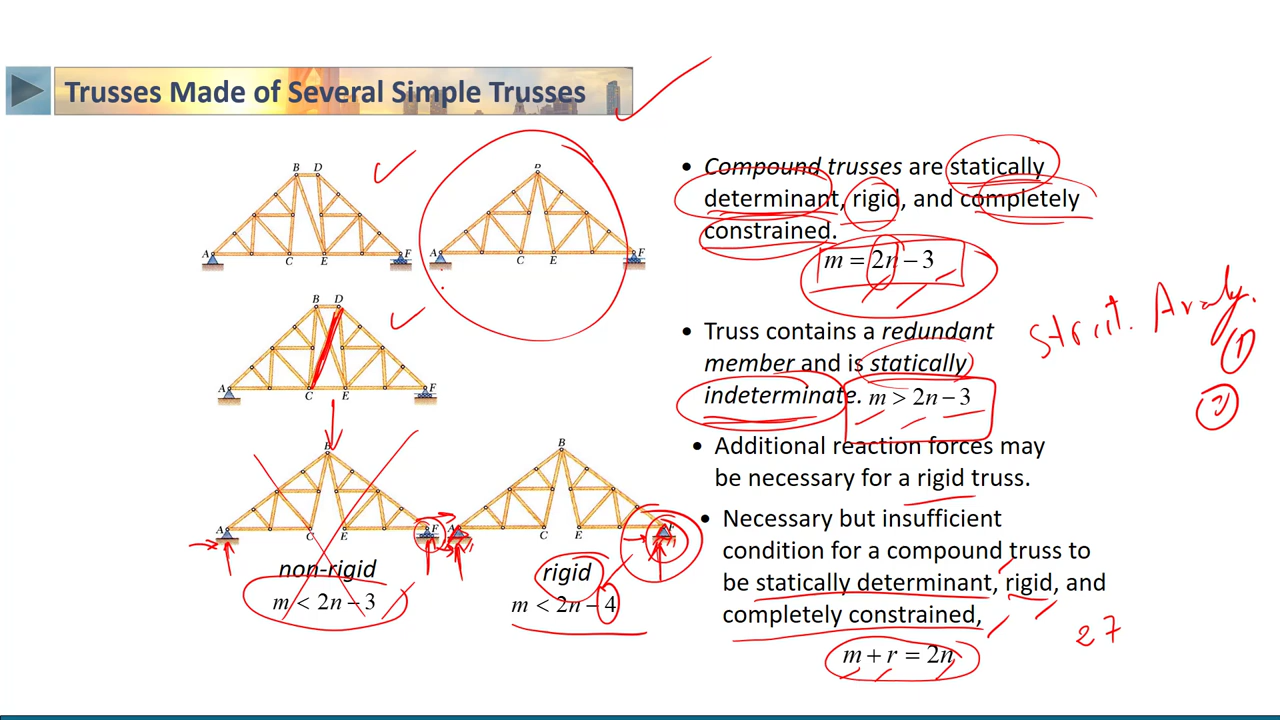 Trusses Made of Several Simple Trusses
B D
A C E F
A C E F
B D
A C E F
B
A C E F
B
C E
non-rigid
m < 2n − 3
rigid
m < 2n − 4
• Compound trusses are statically
determinant, rigid, and completely
constrained.
m = 2n − 3
• Truss contains a redundant
member and is statically
indeterminate. m > 2n − 3
• Additional reaction forces may
be necessary for a rigid truss.
• Necessary but insufficient
condition for a compound truss to
be statically determinant, rigid, and
completely constrained,
m + r = 2n
Struct. Analy.
1
2
27